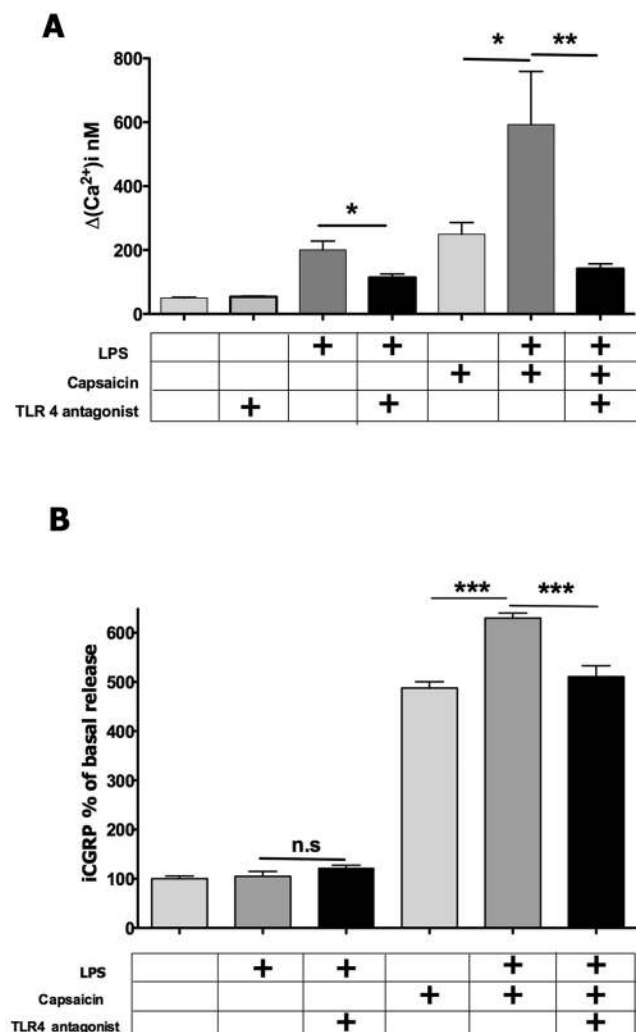 A
Δ(Ca²⁺)i nM
800
600
400
200
0
*
*
**
LPS + + + +
Capsaicin + + +
TLR 4 antagonist + + +
B
iCGRP % of basal release
600
500
400
300
200
100
0
n.s
***
***
LPS + + + +
Capsaicin + + +
TLR4 antagonist + +